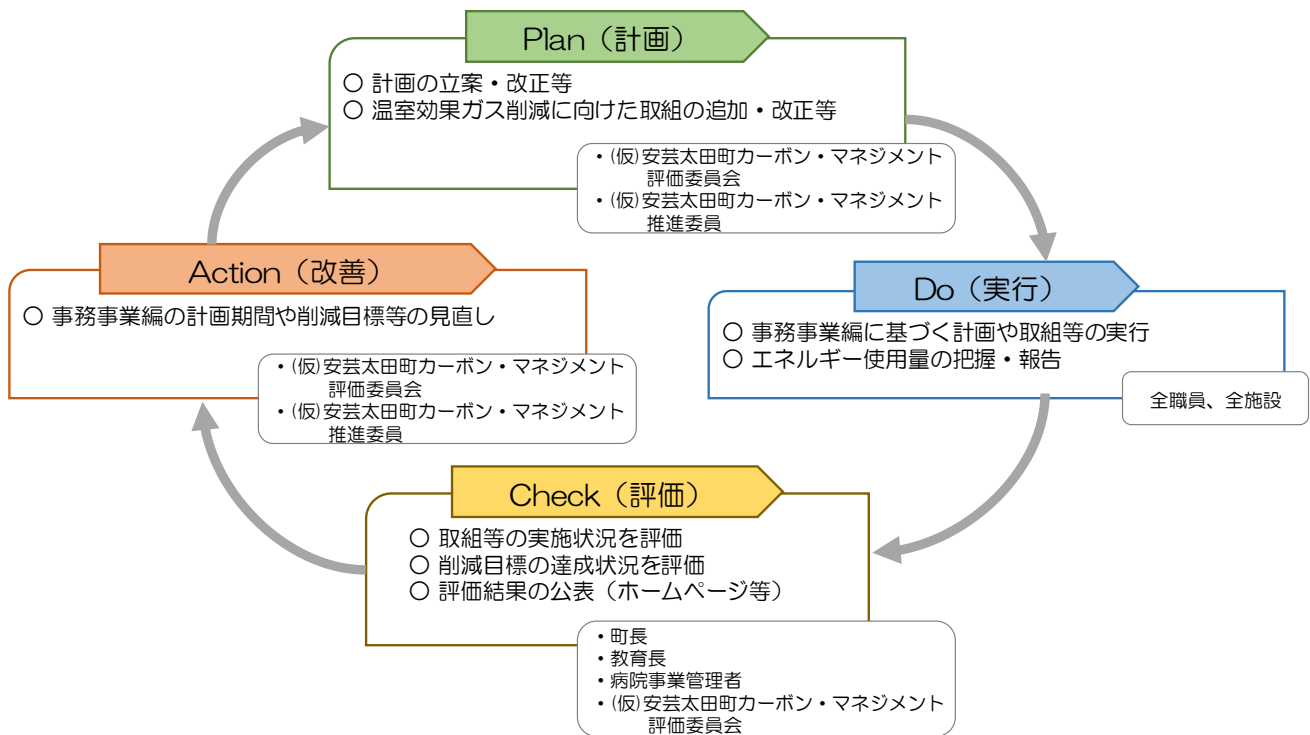 Plan（計画）
○ 計画の立案・改正等
○ 温室効果ガス削減に向けた取組の追加・改正等
・(仮)安芸太田町カーボン・マネジメント
評価委員会
・(仮)安芸太田町カーボン・マネジメント
推進委員
Do（実行）
○ 事務事業編に基づく計画や取組等の実行
○ エネルギー使用量の把握・報告
全職員、全施設
Check（評価）
○ 取組等の実施状況を評価
○ 削減目標の達成状況を評価
○ 評価結果の公表（ホームページ等）
・町長
・教育長
・病院事業管理者
・(仮)安芸太田町カーボン・マネジメント
評価委員会
Action（改善）
○ 事務事業編の計画期間や削減目標等の見直し
・(仮)安芸太田町カーボン・マネジメント
評価委員会
・(仮)安芸太田町カーボン・マネジメント
推進委員